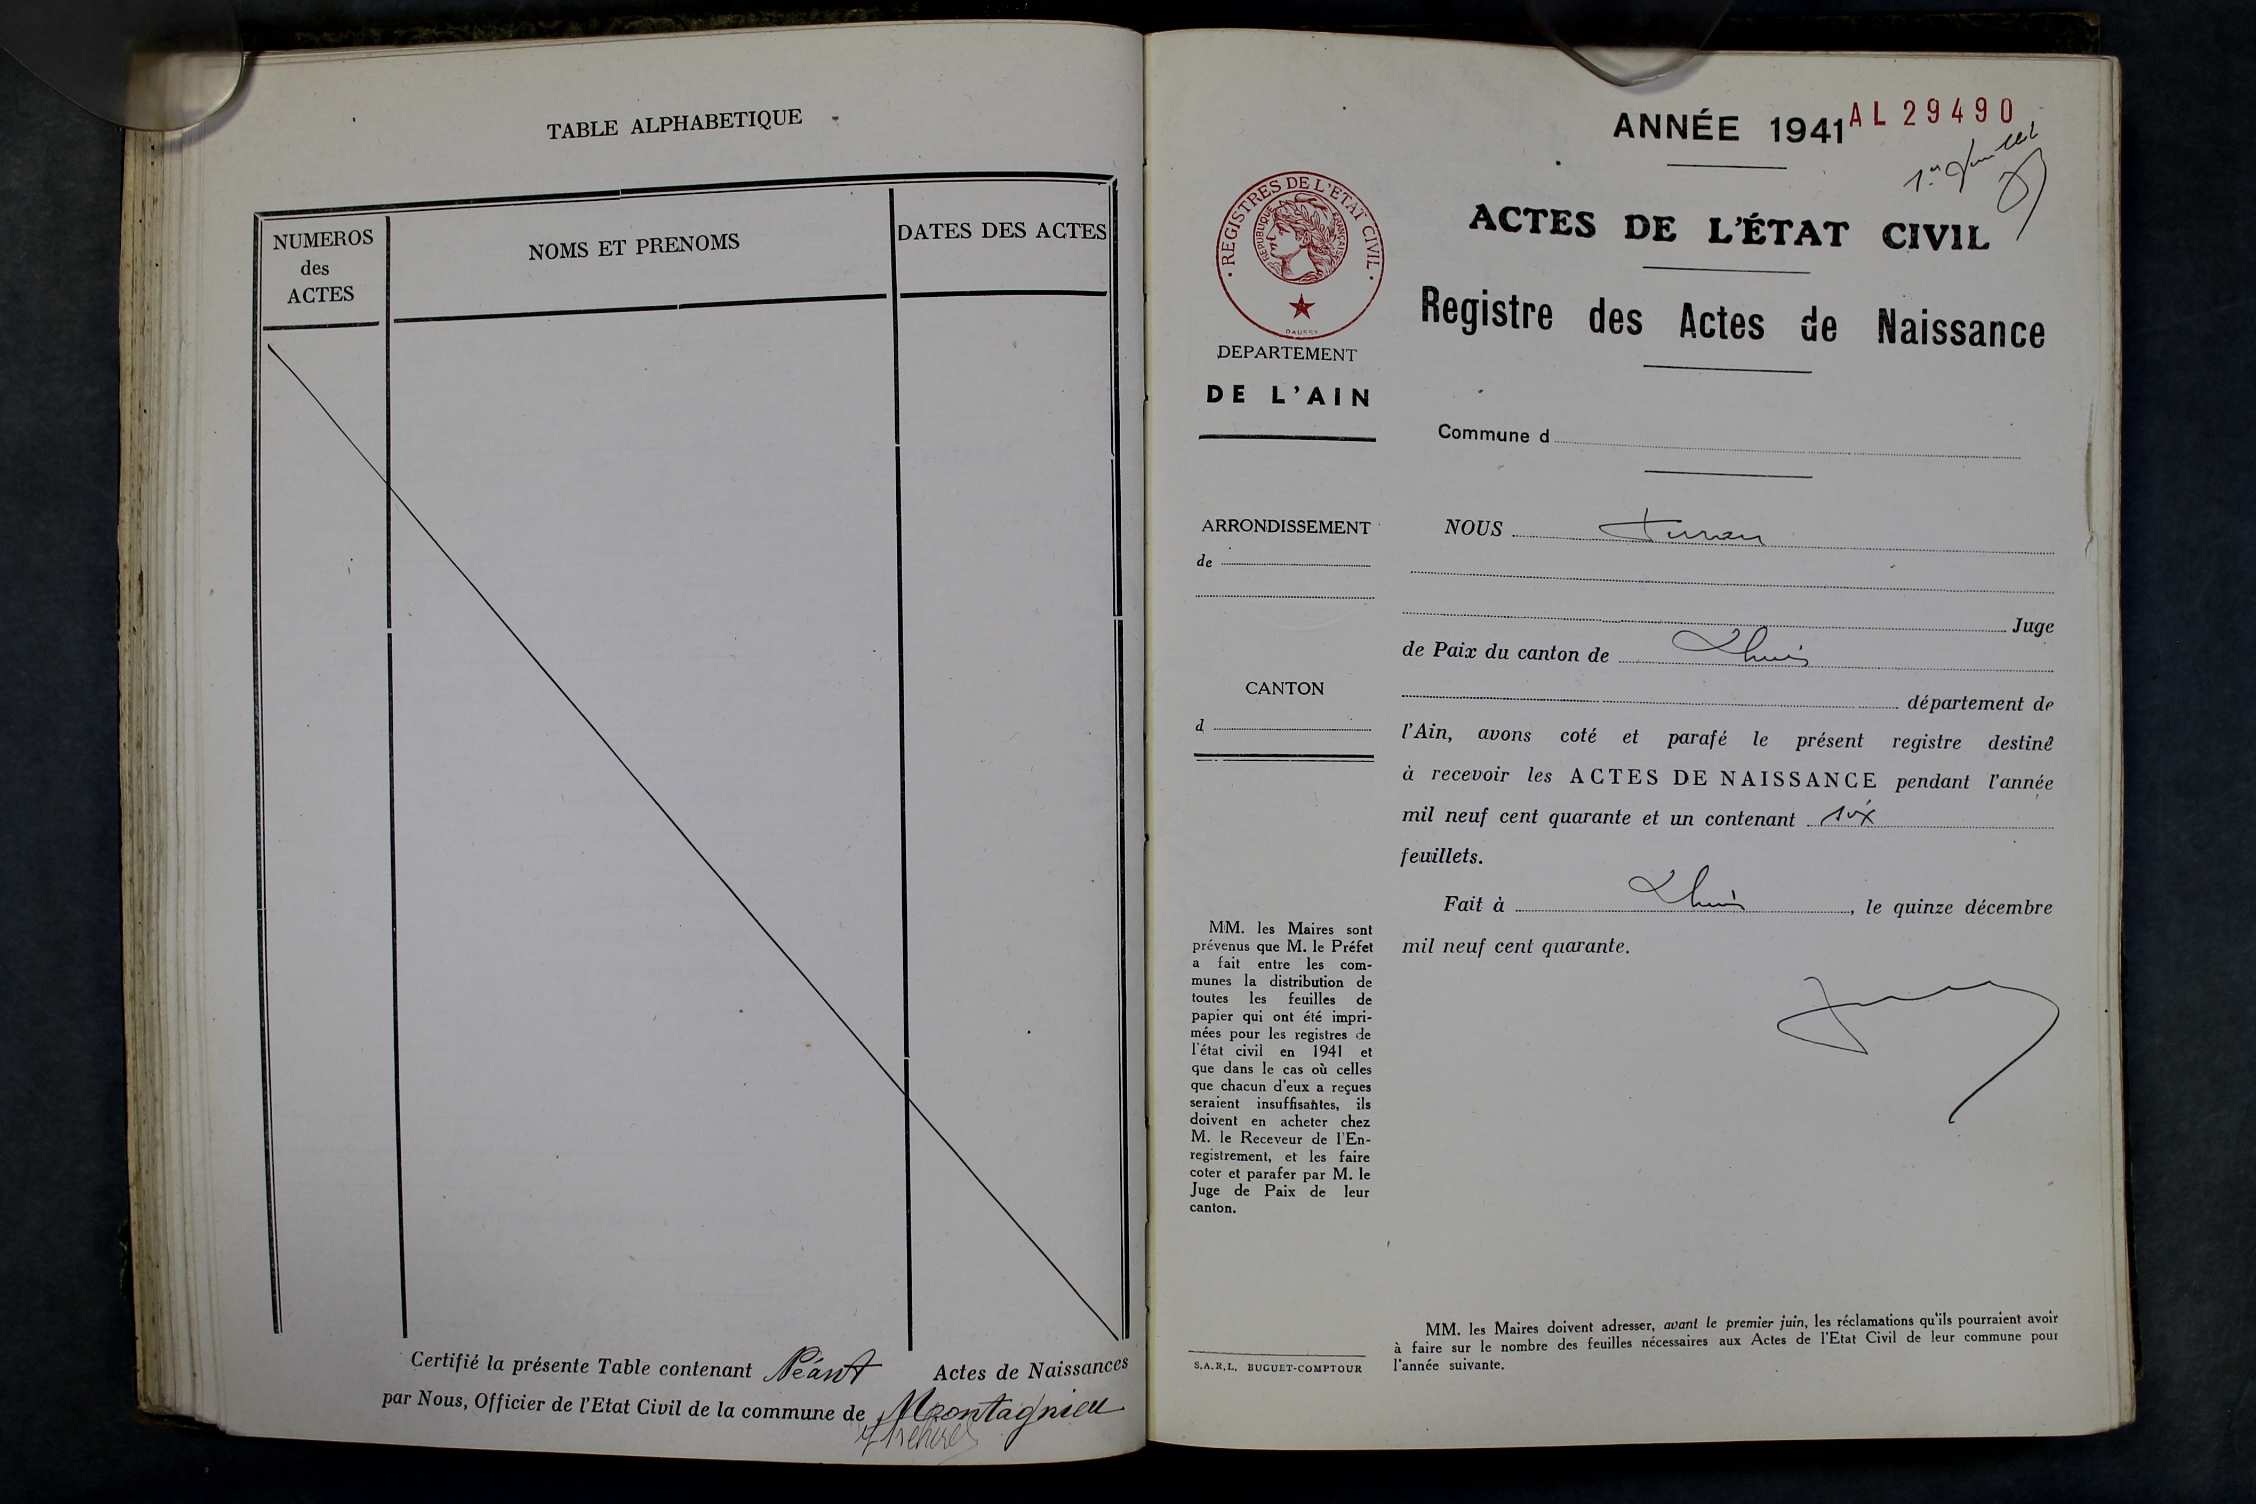 TABLE ALPHABETIQUE
NUMEROS
des
ACTES
NOMS ET PRENOMS
DATES DES ACTES
Certifié la présente Table contenant Néant Actes de Naissances
par Nous, Officier de l'Etat Civil de la commune de Montagnieu
ANNÉE 1941
AL 29490
1er feuillet
REGISTRES DE L'ETAT CIVIL
REPUBLIQUE FRANÇAISE
DEPARTEMENT
DE L'AIN
ARRONDISSEMENT
de
CANTON
d
MM. les Maires sont
prévenus que M. le Préfet
a fait entre les com-
munes la distribution de
toutes les feuilles de
papier qui ont été impri-
mées pour les registres de
l'état civil en 1941 et
que dans le cas où celles
que chacun d'eux a reçues
seraient insuffisantes, ils
doivent en acheter chez
M. le Receveur de l'En-
registrement, et les faire
coter et parafer par M. le
Juge de Paix de leur
canton.
S.A.R.L. BUGUET-COMPTOUR
ACTES DE L'ÉTAT CIVIL
Registre des Actes de Naissance
Commune d
NOUS
Juge
de Paix du canton de Lhuis
département de
l'Ain, avons coté et parafé le présent registre destiné
à recevoir les ACTES DE NAISSANCE pendant l'année
mil neuf cent quarante et un contenant six
feuillets.
Fait à Lhuis, le quinze décembre
mil neuf cent quarante.
MM. les Maires doivent adresser, avant le premier juin, les réclamations qu'ils pourraient avoir
à faire sur le nombre des feuilles nécessaires aux Actes de l'Etat Civil de leur commune pour
l'année suivante.